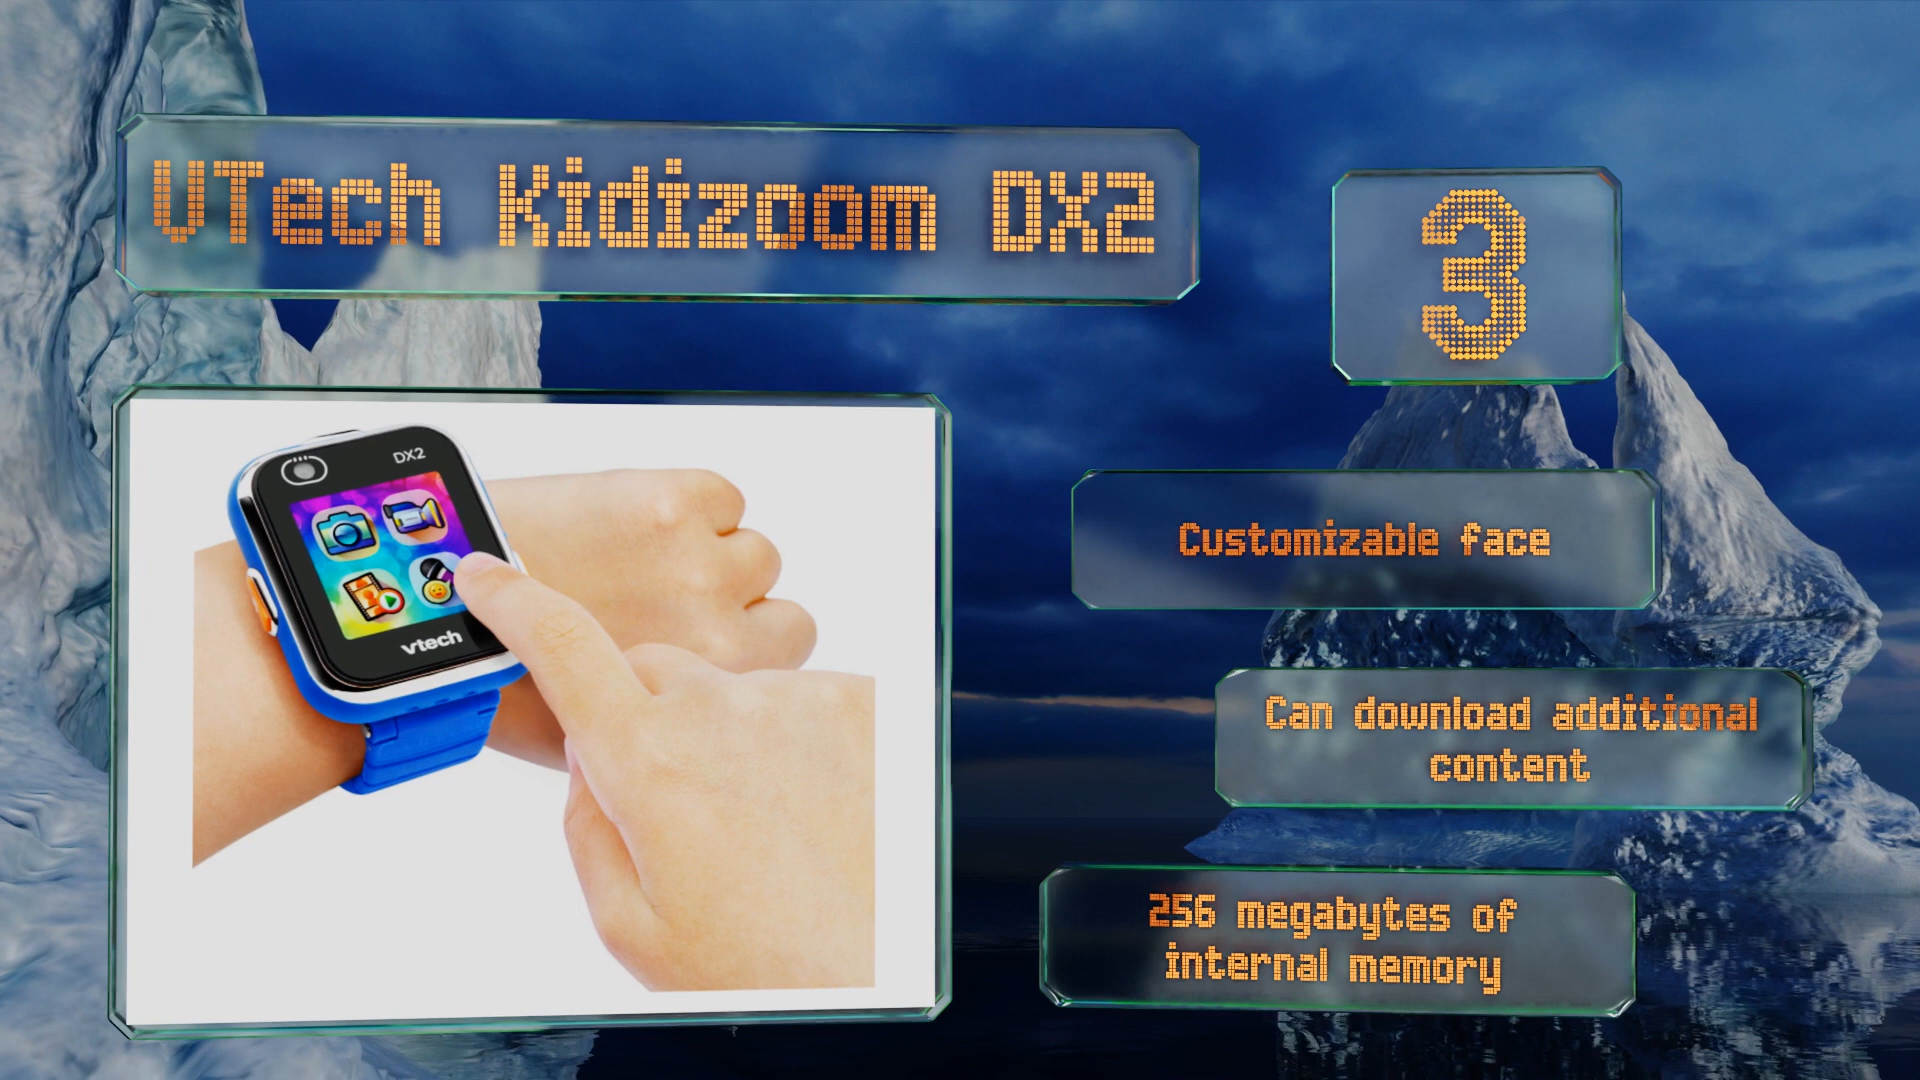 VTech Kidizoom DX2
3
DX2
vtech
Customizable face
Can download additional
content
256 megabytes of
internal memory